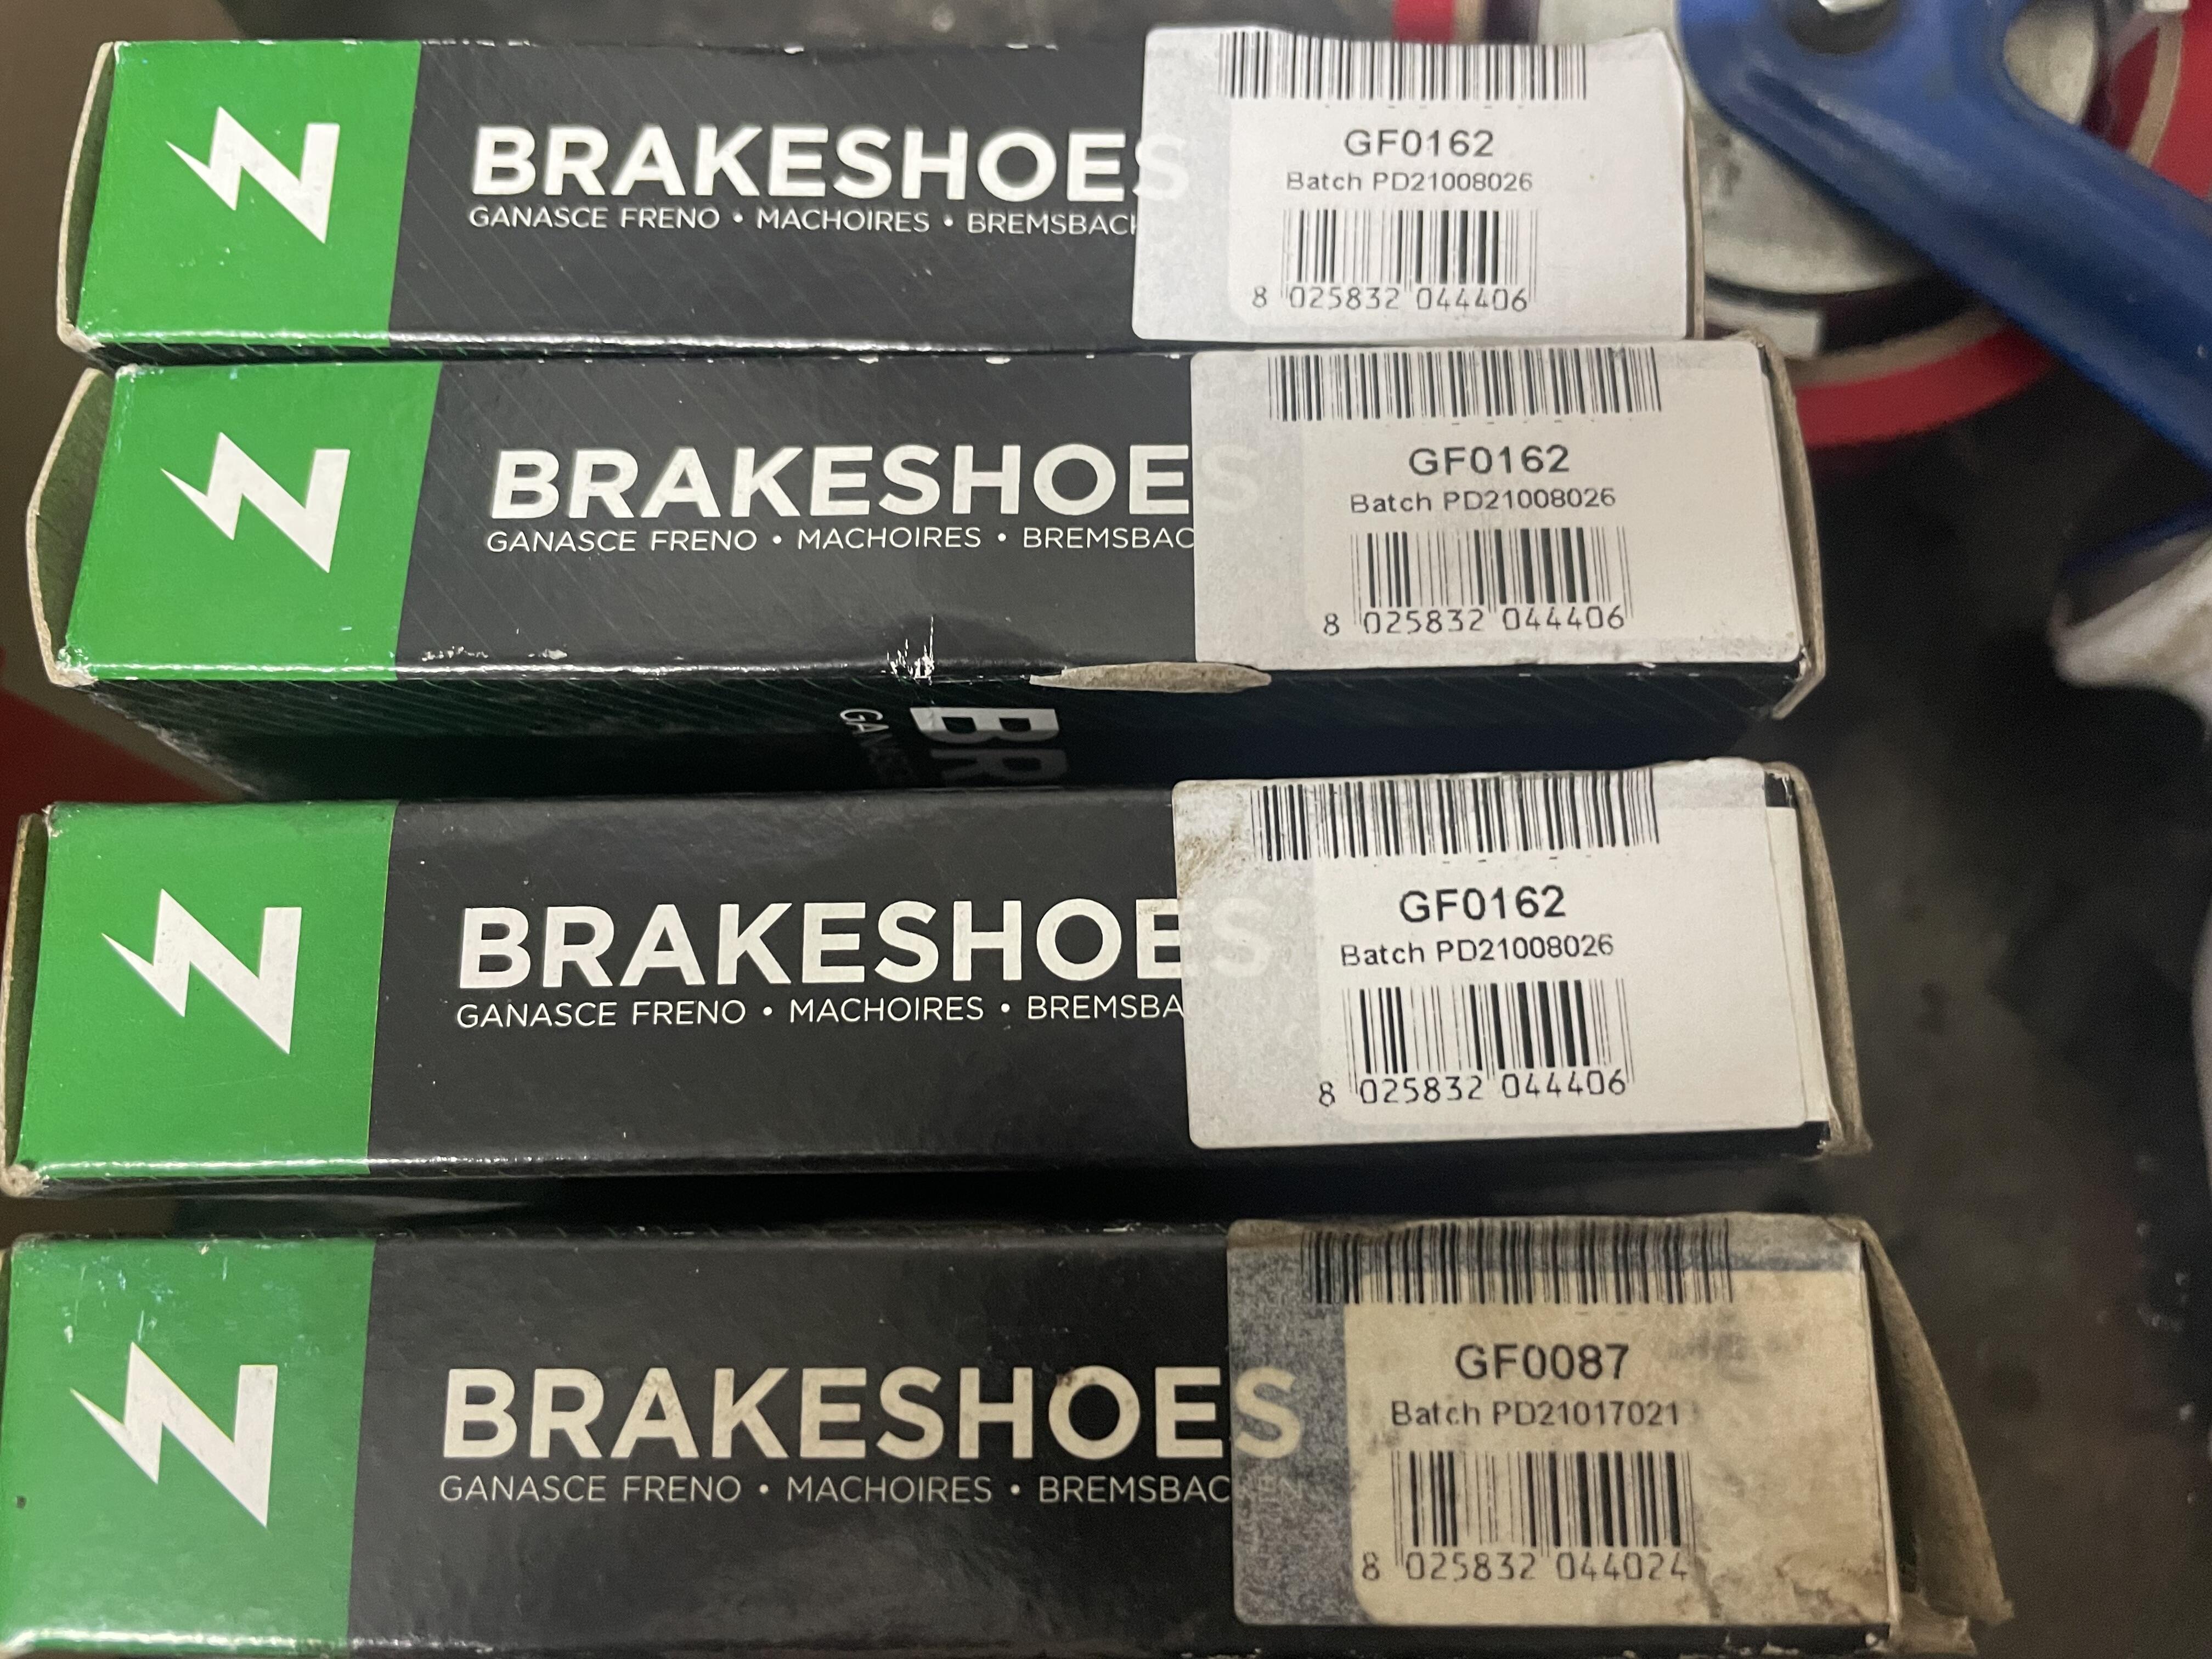 BRAKESHOES
GANASCE FRENO • MACHOIRES • BREMSBACK
GF0162
Batch PD21008026
8 025832 044406
BRAKESHOES
GANASCE FRENO • MACHOIRES • BREMSBAC
GF0162
Batch PD21008026
8 025832 044406
BR
GANASC
BRAKESHOES
GANASCE FRENO • MACHOIRES • BREMSBA
GF0162
Batch PD21008026
8 025832 044406
BRAKESHOES
GANASCE FRENO • MACHOIRES • BREMSBACKEN
GF0087
Batch PD21017021
8 025832 044024